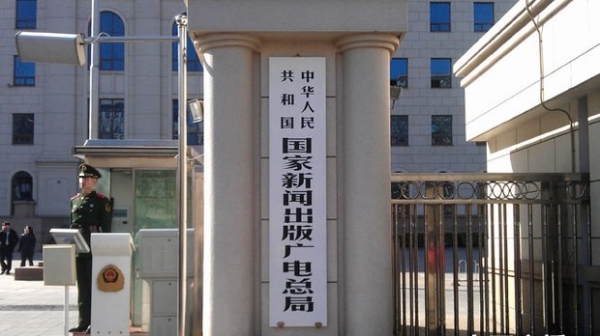 中华人民
共和国
国家新闻出版广电总局